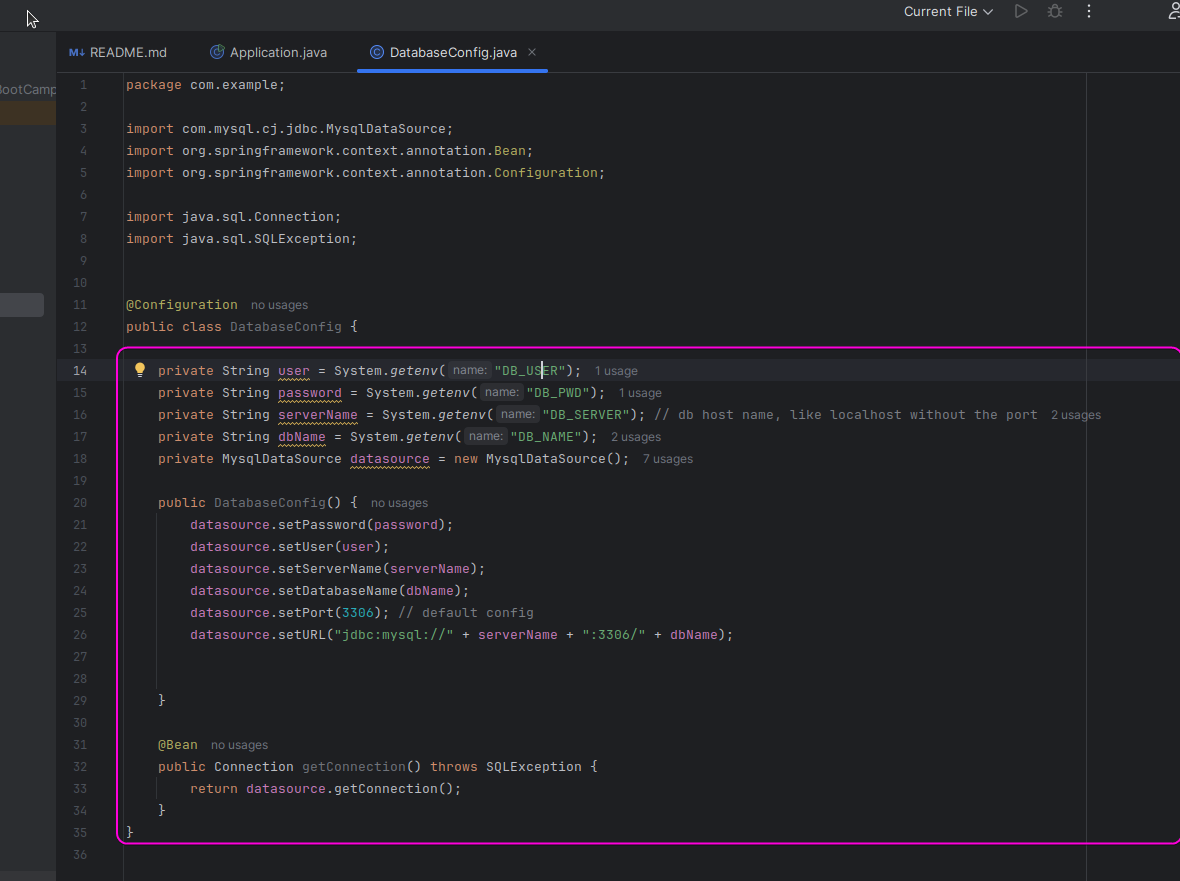 Current File
README.md
Application.java
DatabaseConfig.java
BootCamp
1 package com.example;
2
3 import com.mysql.cj.jdbc.MysqlDataSource;
4 import org.springframework.context.annotation.Bean;
5 import org.springframework.context.annotation.Configuration;
6
7 import java.sql.Connection;
8 import java.sql.SQLException;
9
10
11 @Configuration no usages
12 public class DatabaseConfig {
13
14 private String user = System.getenv( name: "DB_USER"); 1 usage
15 private String password = System.getenv( name: "DB_PWD"); 1 usage
16 private String serverName = System.getenv( name: "DB_SERVER"); // db host name, like localhost without the port 2 usages
17 private String dbName = System.getenv( name: "DB_NAME"); 2 usages
18 private MysqlDataSource datasource = new MysqlDataSource(); 7 usages
19
20 public DatabaseConfig() { no usages
21 datasource.setPassword(password);
22 datasource.setUser(user);
23 datasource.setServerName(serverName);
24 datasource.setDatabaseName(dbName);
25 datasource.setPort(3306); // default config
26 datasource.setURL("jdbc:mysql://" + serverName + ":3306/" + dbName);
27
28
29 }
30
31 @Bean no usages
32 public Connection getConnection() throws SQLException {
33 return datasource.getConnection();
34 }
35 }
36